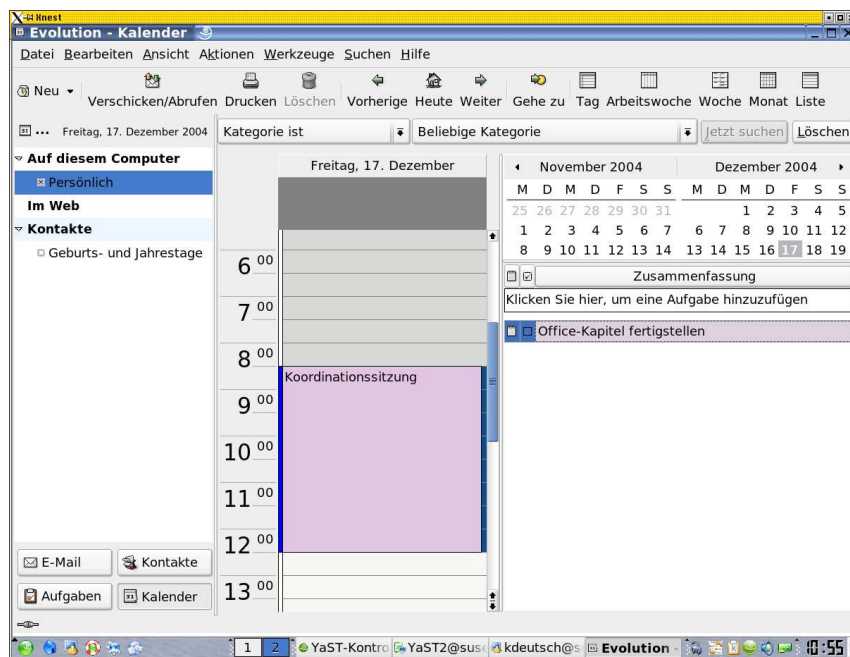 Xnest
Evolution - Kalender
Datei Bearbeiten Ansicht Aktionen Werkzeuge Suchen Hilfe
Neu Verschicken/Abrufen Drucken Löschen Vorherige Heute Weiter Gehe zu Tag Arbeitswoche Woche Monat Liste
... Freitag, 17. Dezember 2004
Kategorie ist Beliebige Kategorie Jetzt suchen Löschen
Auf diesem Computer
Persönlich
Im Web
Kontakte
Geburts- und Jahrestage
E-Mail Kontakte
Aufgaben 31 Kalender
Freitag, 17. Dezember
6 00
7 00
8 00
Koordinationssitzung
9 00
10 00
11 00
12 00
13 00
November 2004 Dezember 2004
M D M D F S S M D M D F S S
25 26 27 28 29 30 31 1 2 3 4 5
1 2 3 4 5 6 7 6 7 8 9 10 11 12
8 9 10 11 12 13 14 13 14 15 16 17 18 19
Zusammenfassung
Klicken Sie hier, um eine Aufgabe hinzuzufügen
Office-Kapitel fertigstellen
1 2 YaST-Kontro YaST2@suse kdeutsch@s Evolution - 10:55